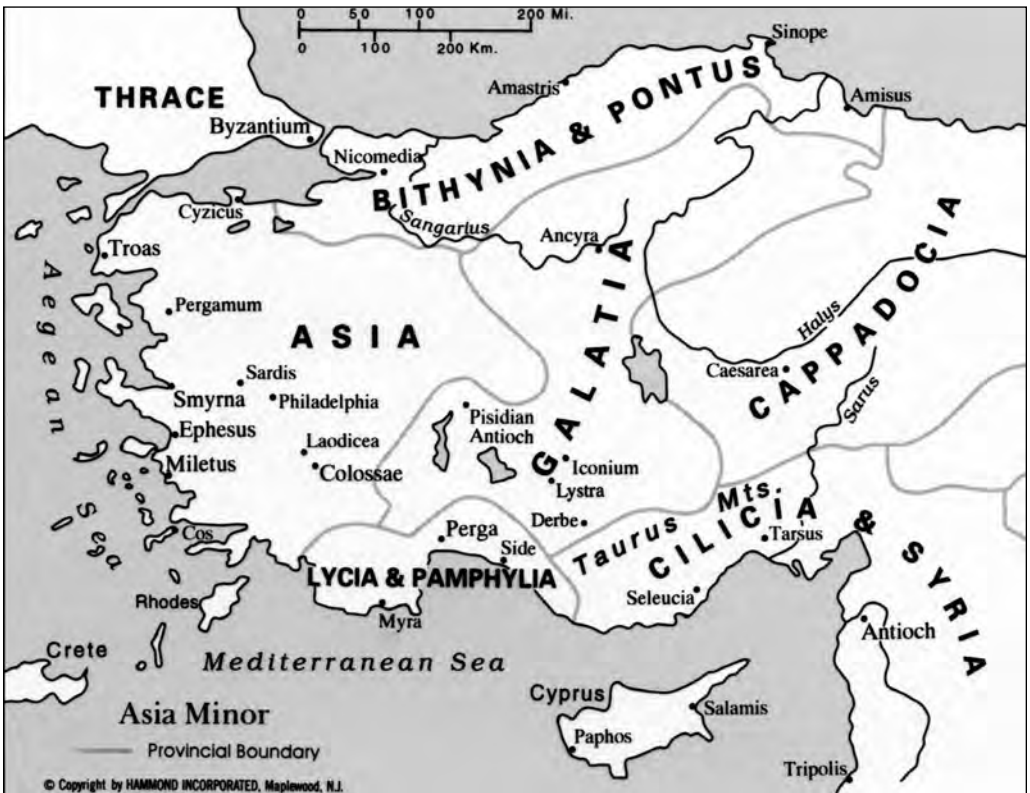 0 50 100 200 Mi.
0 100 200 Km.
Sinope
THRACE
Amastris
Amisus
Byzantium
BITHYNIA & PONTUS
Nicomedia
Cyzicus
Sangarius
Ancyra
Troas
Aegean Sea
Pergamum
ASIA
GALATIA
Halys
CAPPADOCIA
Caesarea
Sarus
Sardis
Smyrna
Philadelphia
Pisidian
Antioch
Ephesus
Laodicea
Colossae
Iconium
Lystra
Miletus
Derbe
Taurus Mts.
CILICIA & SYRIA
Cos
Perga
Side
Tarsus
LYCIA & PAMPHYLIA
Seleucia
Rhodes
Myra
Antioch
Crete
Mediterranean Sea
Cyprus
Salamis
Asia Minor
Paphos
Provincial Boundary
Tripolis
© Copyright by HAMMOND INCORPORATED, Maplewood, N.J.